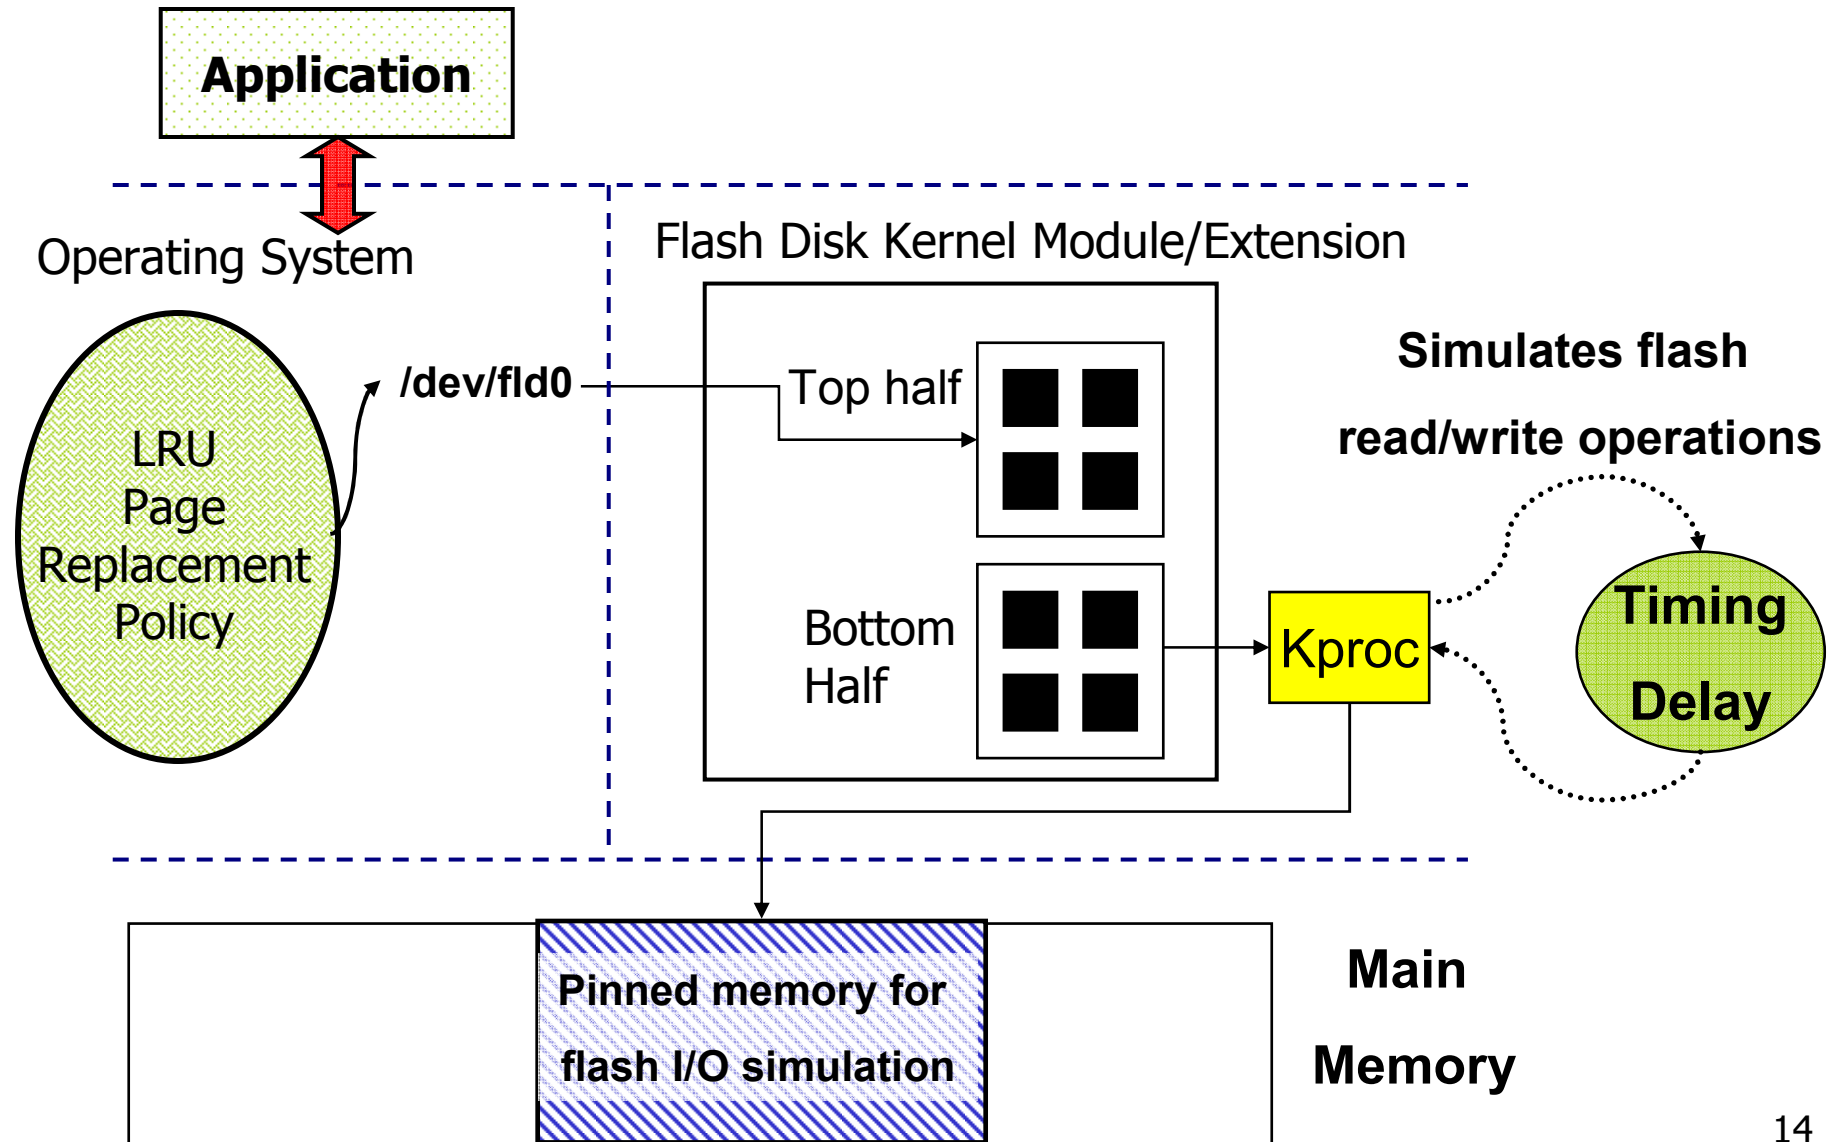 Application
Operating System
Flash Disk Kernel Module/Extension
LRU
Page
Replacement
Policy
/dev/fld0
Top half
Bottom
Half
Kproc
Simulates flash
read/write operations
Timing
Delay
Pinned memory for
flash I/O simulation
Main
Memory
14